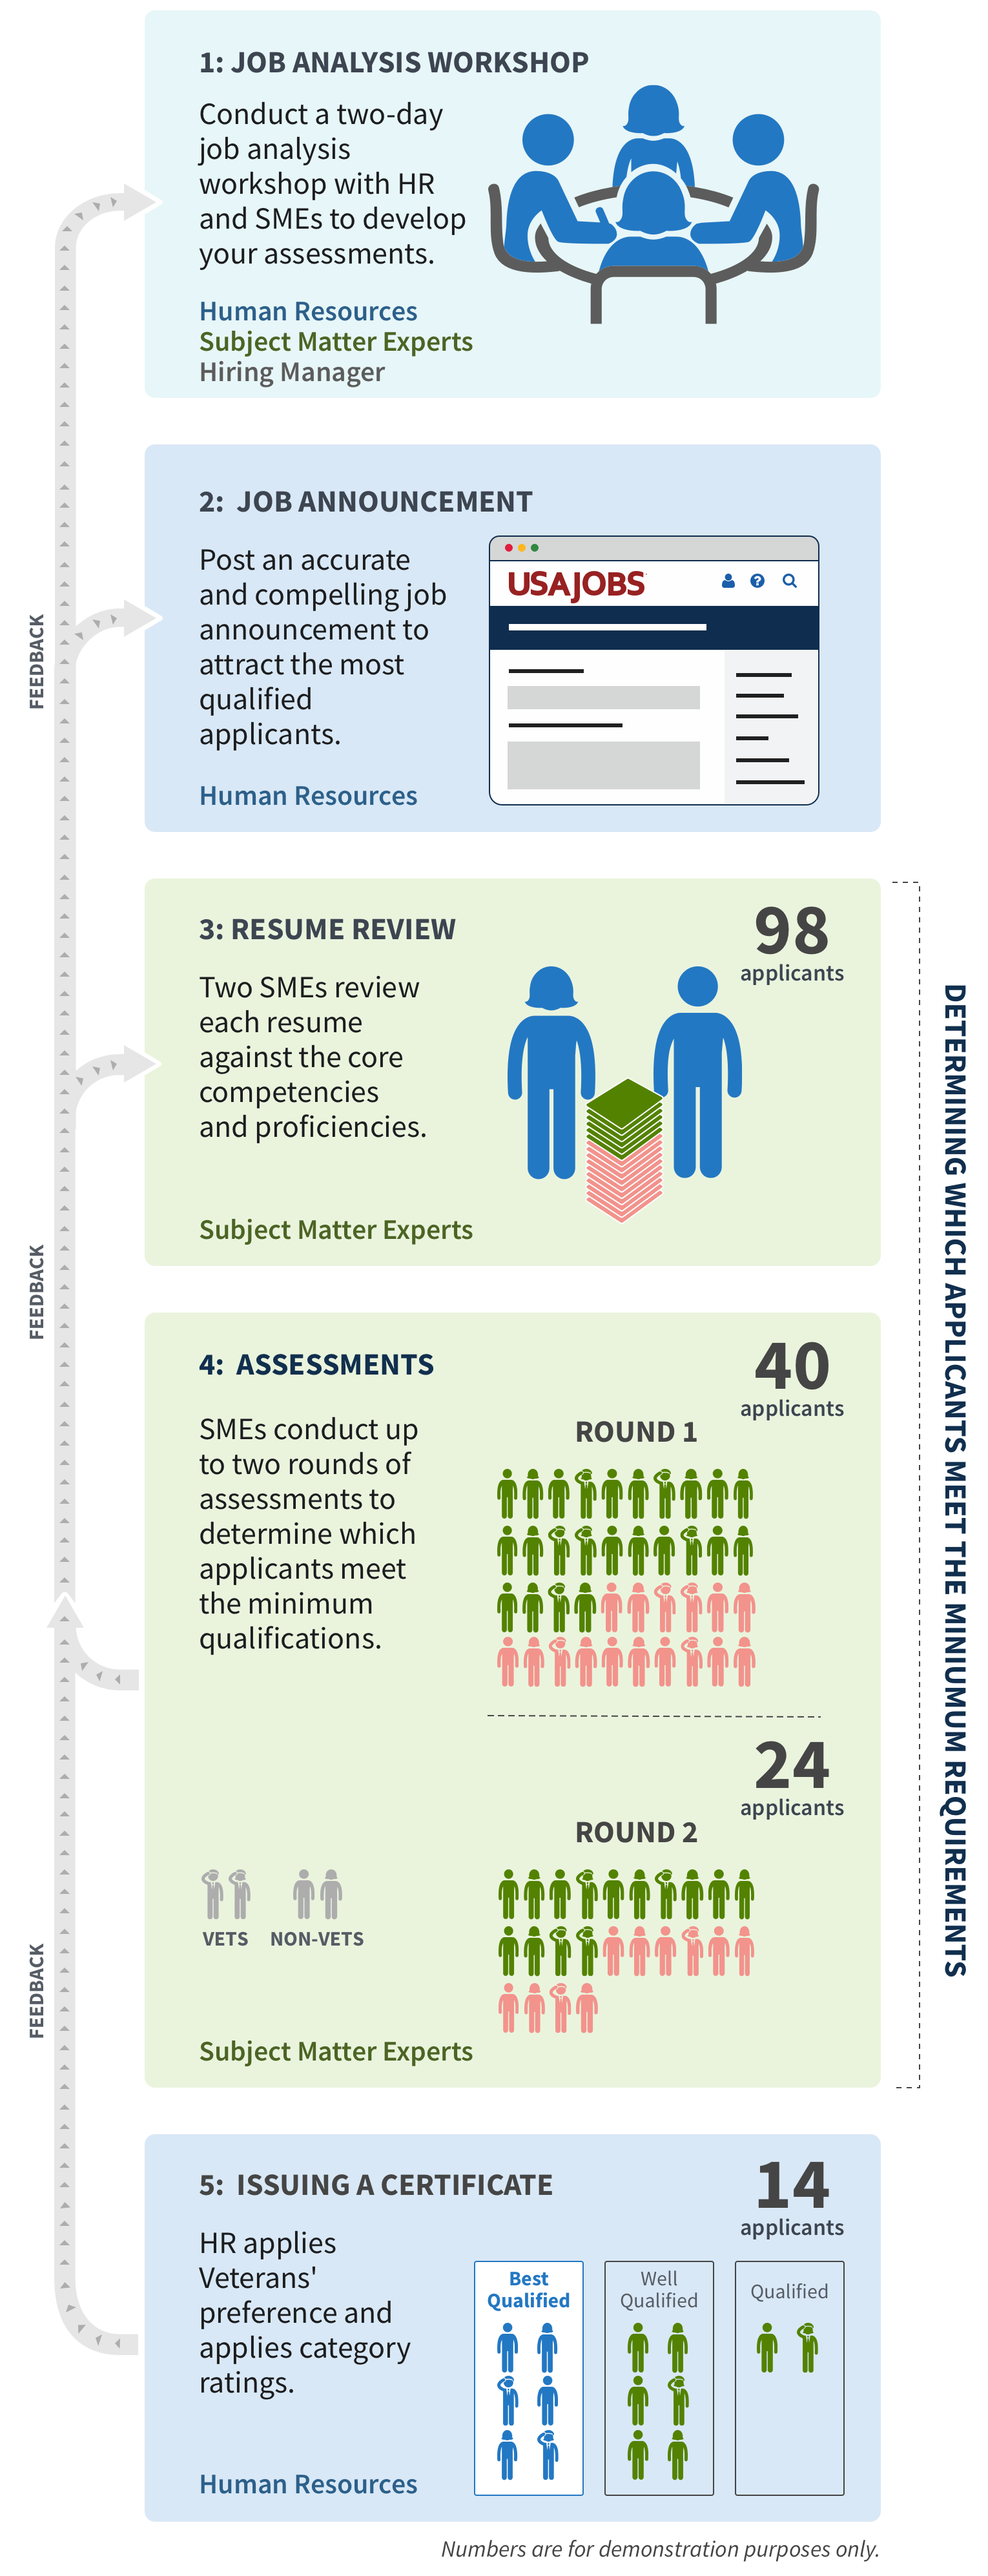 1: JOB ANALYSIS WORKSHOP
Conduct a two-day
job analysis
workshop with HR
and SMEs to develop
your assessments.
Human Resources
Subject Matter Experts
Hiring Manager
FEEDBACK
2: JOB ANNOUNCEMENT
Post an accurate
and compelling job
announcement to
attract the most
qualified
applicants.
Human Resources
USAJOBS
3: RESUME REVIEW
98
applicants
Two SMEs review
each resume
against the core
competencies
and proficiencies.
Subject Matter Experts
FEEDBACK
DETERMINING WHICH APPLICANTS MEET THE MINIUMUM REQUIREMENTS
4: ASSESSMENTS
40
applicants
SMEs conduct up
to two rounds of
assessments to
determine which
applicants meet
the minimum
qualifications.
ROUND 1
24
applicants
ROUND 2
VETS
NON-VETS
Subject Matter Experts
FEEDBACK
5: ISSUING A CERTIFICATE
14
applicants
HR applies
Veterans'
preference and
applies category
ratings.
Human Resources
Best
Qualified
Well
Qualified
Qualified
Numbers are for demonstration purposes only.